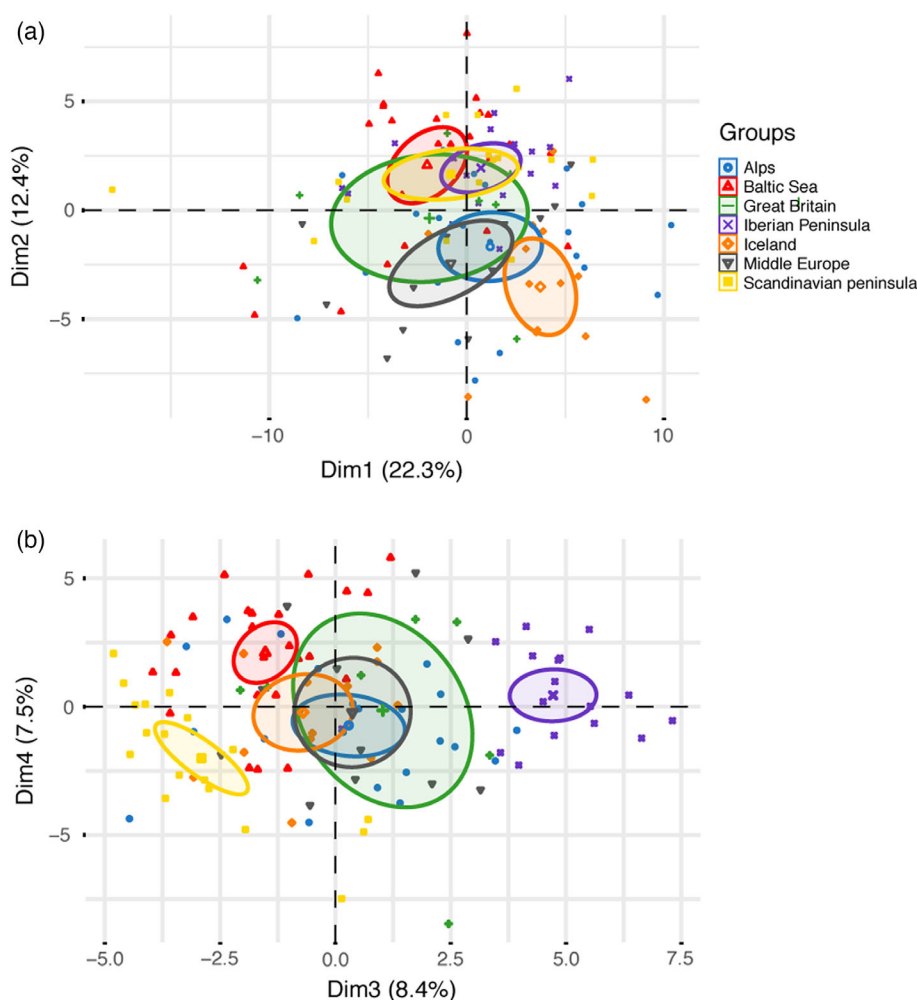 (a)
5
0
−5
−10
0
10
Dim2 (12.4%)
Dim1 (22.3%)
Groups
Alps
Baltic Sea
Great Britain
Iberian Peninsula
Iceland
Middle Europe
Scandinavian peninsula
(b)
5
0
−5
−5.0
−2.5
0.0
2.5
5.0
7.5
Dim4 (7.5%)
Dim3 (8.4%)